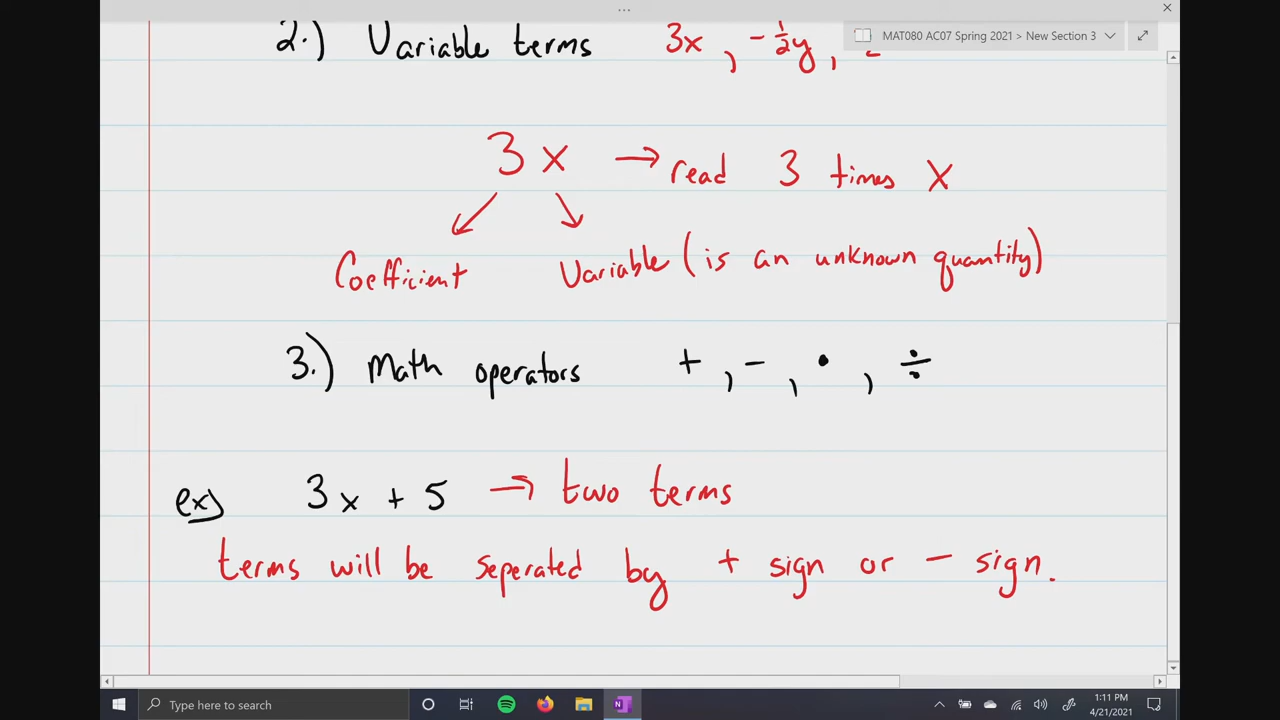 ...
MAT080 AC07 Spring 2021 > New Section 3
2.) Variable terms 3x, -1/2y,
3x → read 3 times x
Coefficient Variable (is an unknown quantity)
3.) Math operators +, -, •, ÷
ex) 3x + 5 → two terms
terms will be seperated by + sign or - sign.
Type here to search
1:11 PM
4/21/2021